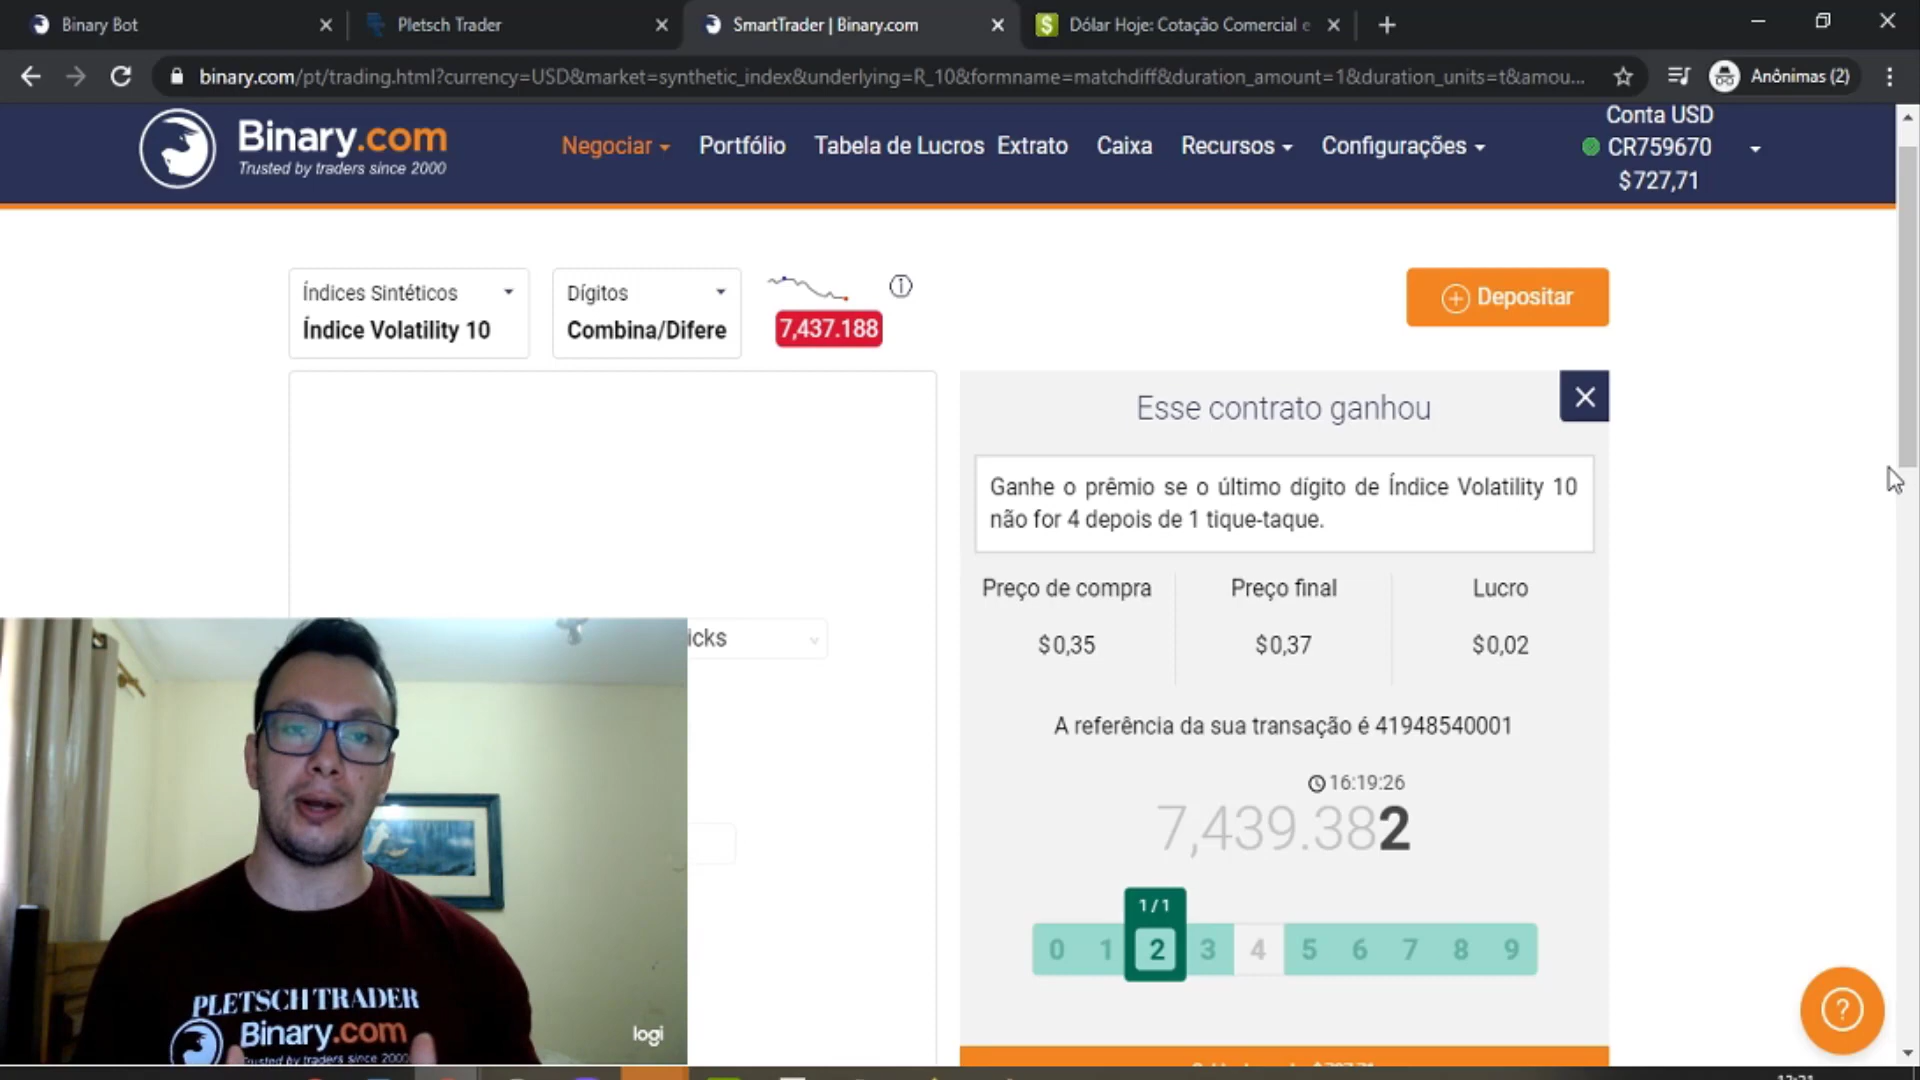 Binary Bot
Pletsch Trader
SmartTrader | Binary.com
Dólar Hoje: Cotação Comercial e
binary.com/pt/trading.html?currency=USD&market=synthetic_index&underlying=R_10&formname=matchdiff&duration_amount=1&duration_units=t&amou...
Anônimas (2)
Binary.com
Trusted by traders since 2000
Negociar
Portfólio
Tabela de Lucros
Extrato
Caixa
Recursos
Configurações
Conta USD
CR759670
$727,71
Índices Sintéticos
Índice Volatility 10
Dígitos
Combina/Difere
7,437.188
Depositar
Esse contrato ganhou
Ganhe o prêmio se o último dígito de Índice Volatility 10
não for 4 depois de 1 tique-taque.
Preço de compra
Preço final
Lucro
$0,35
$0,37
$0,02
icks
A referência da sua transação é 41948540001
16:19:26
7,439.382
1/1
0 1 2 3 4 5 6 7 8 9
?
PLETSCH TRADER
Binary.com
Trusted by traders since 2000
logi